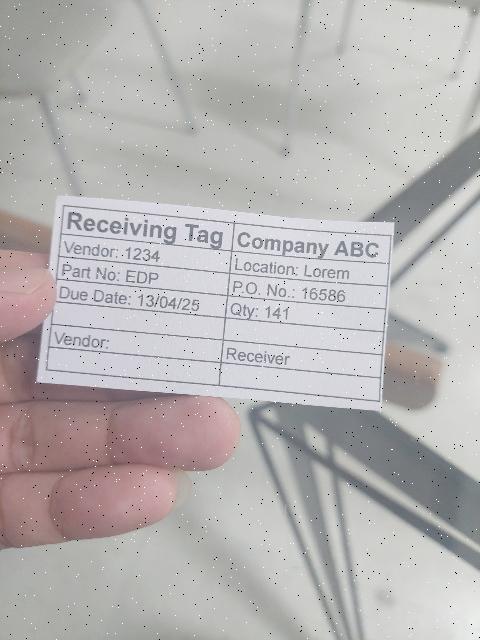 Receiving Tag Company ABC
Vendor: 1234 Location: Lorem
Part No: EDP P.O. No.: 16586
Due Date: 13/04/25 Qty: 141
Vendor: Receiver